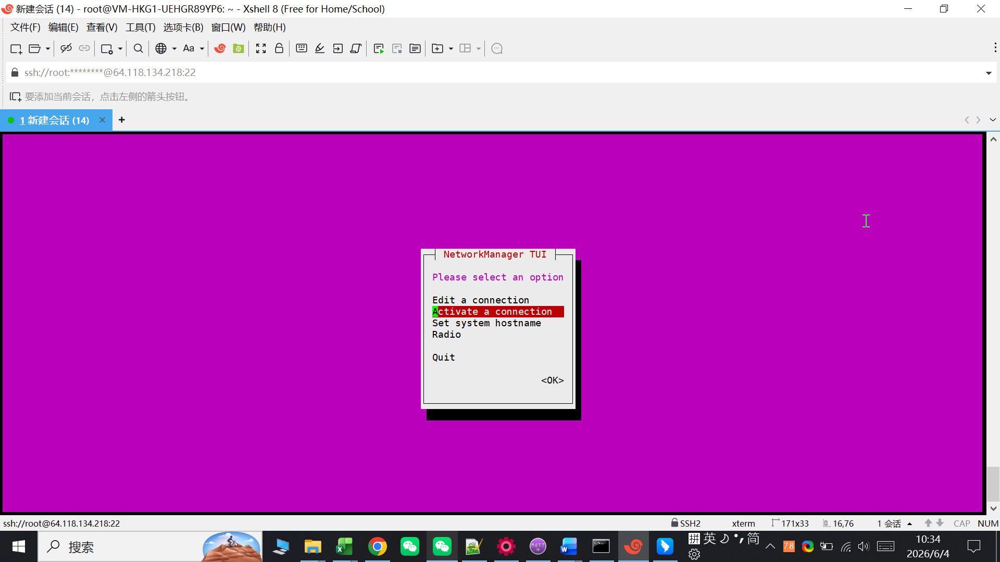 新建会话 (14) - root@VM-HKG1-UEHGR89YP6: ~ - Xshell 8 (Free for Home/School)
文件(F) 编辑(E) 查看(V) 工具(T) 选项卡(B) 窗口(W) 帮助(H)
Aa
ssh://root:********@64.118.134.218:22
要添加当前会话，点击左侧的箭头按钮。
1 新建会话 (14) × +
NetworkManager TUI
Please select an option
Edit a connection
Activate a connection
Set system hostname
Radio
Quit
<OK>
ssh://root@64.118.134.218:22 SSH2 xterm 171x33 16,76 1 会话 CAP NUM
搜索
拼 英 简
78
10:34
2026/6/4